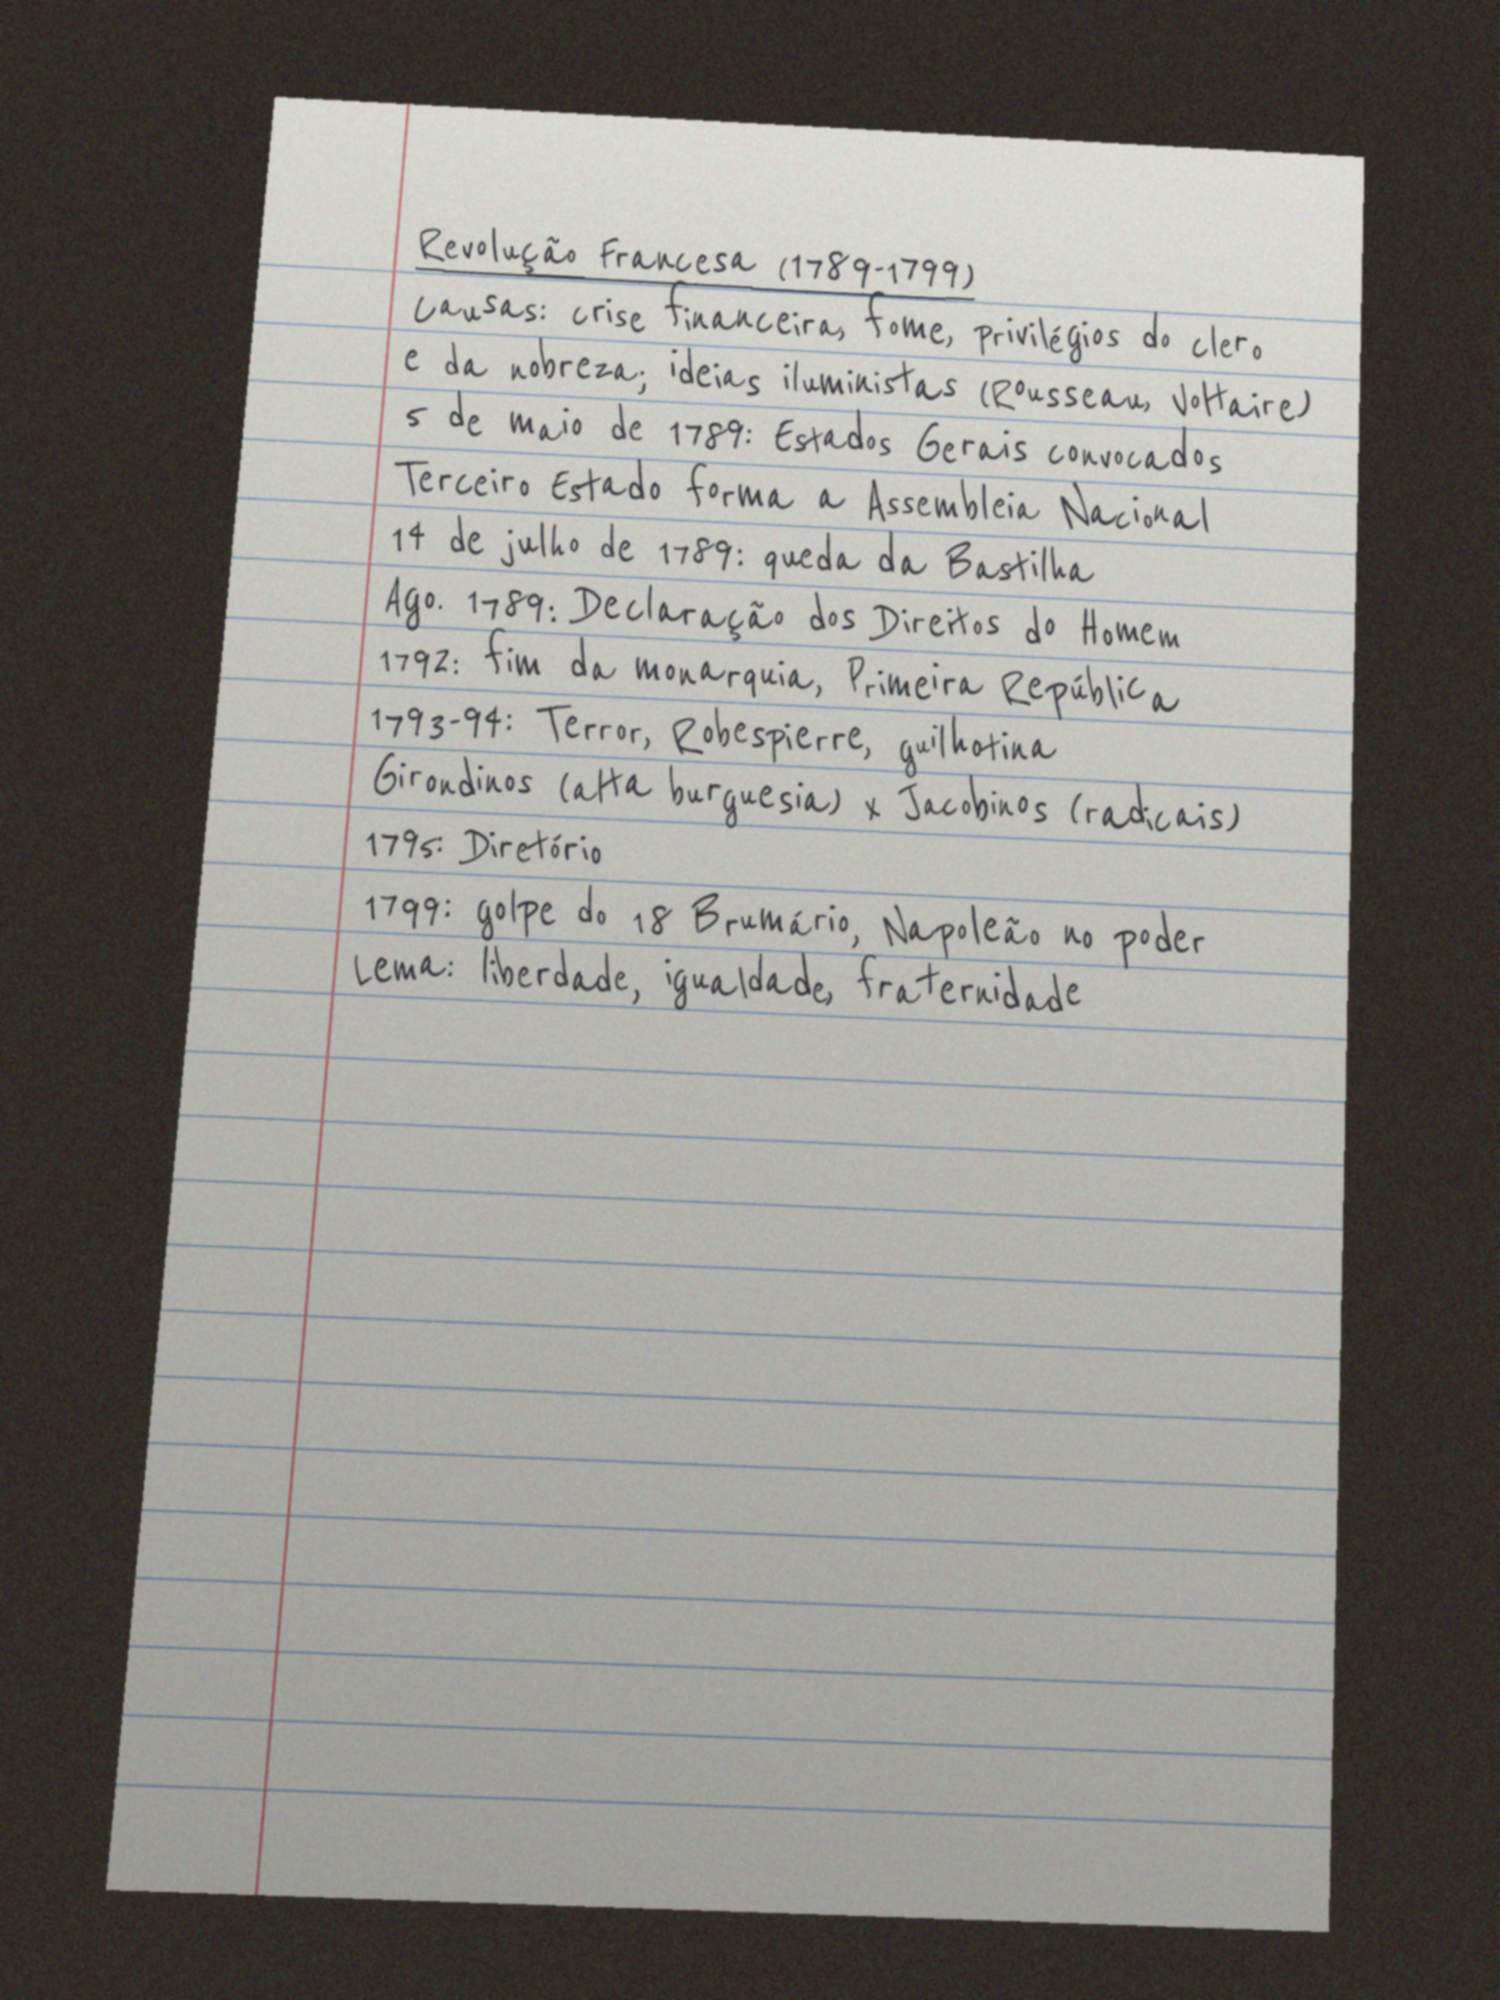 Revolução Francesa (1789-1799)
Causas: crise financeira, fome, privilégios do clero
e da nobreza; ideias iluministas (Rousseau, Voltaire)
5 de maio de 1789: Estados Gerais convocados
Terceiro Estado forma a Assembleia Nacional
14 de julho de 1789: queda da Bastilha
Ago. 1789: Declaração dos Direitos do Homem
1792: fim da monarquia, Primeira República
1793-94: Terror, Robespierre, guilhotina
Girondinos (alta burguesia) x Jacobinos (radicais)
1795: Diretório
1799: golpe do 18 Brumário, Napoleão no poder
Lema: liberdade, igualdade, fraternidade